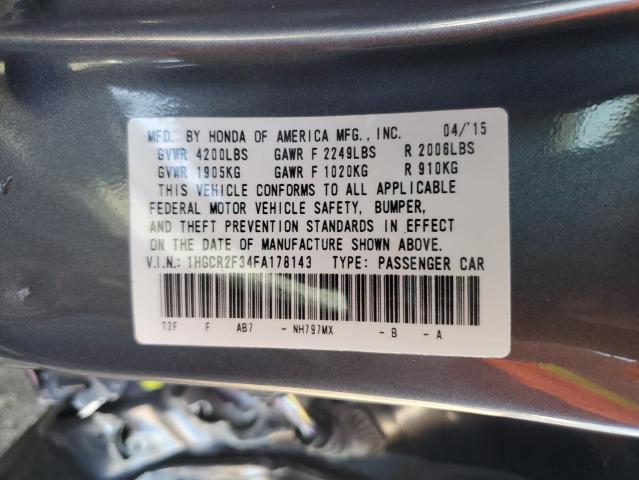 MFD. BY HONDA OF AMERICA MFG., INC. 04/'15
GVWR 4200LBS GAWR F 2249LBS R 2006LBS
GVWR 1905KG GAWR F 1020KG R 910KG
THIS VEHICLE CONFORMS TO ALL APPLICABLE
FEDERAL MOTOR VEHICLE SAFETY, BUMPER,
AND THEFT PREVENTION STANDARDS IN EFFECT
ON THE DATE OF MANUFACTURE SHOWN ABOVE.
V.I.N.: 1HGCR2F34FA178143 TYPE: PASSENGER CAR
T2F F AB7 - NH797MX - B - A